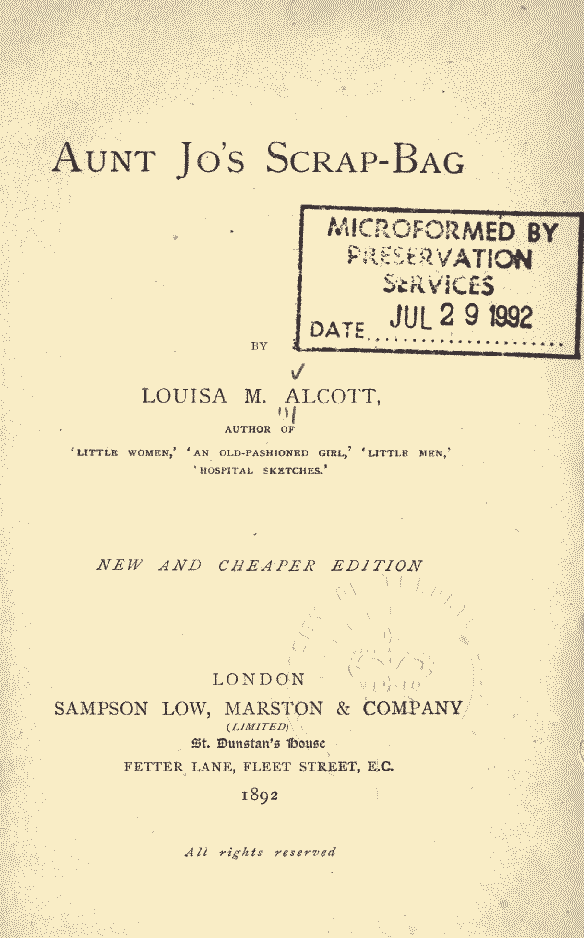 AUNT JO'S SCRAP-BAG
MICROFORMED BY
PRESERVATION
SERVICES
DATE JUL 29 1992
BY
LOUISA M. ALCOTT,
AUTHOR OF
'LITTLE WOMEN,' 'AN OLD-FASHIONED GIRL,' 'LITTLE MEN,'
'HOSPITAL SKETCHES.'
NEW AND CHEAPER EDITION
LONDON
SAMPSON LOW, MARSTON & COMPANY
(LIMITED)
St. Dunstan's House
FETTER LANE, FLEET STREET, E.C.
1892
All rights reserved